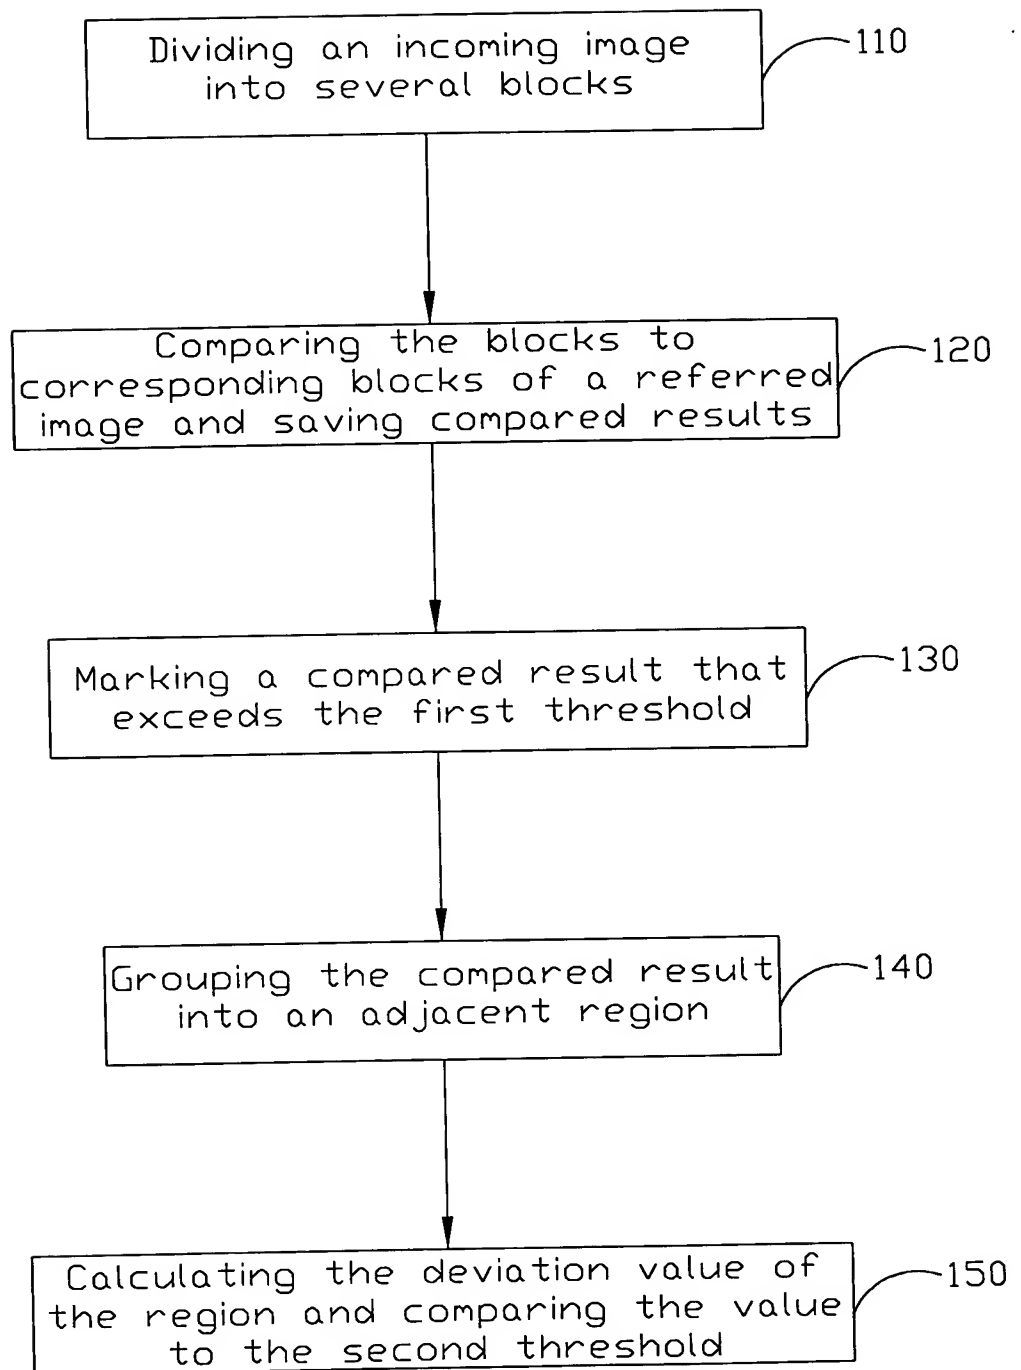 Dividing an incoming image
into several blocks
110
Comparing the blocks to
corresponding blocks of a referred
image and saving compared results
120
Marking a compared result that
exceeds the first threshold
130
Grouping the compared result
into an adjacent region
140
Calculating the deviation value of
the region and comparing the value
to the second threshold
150